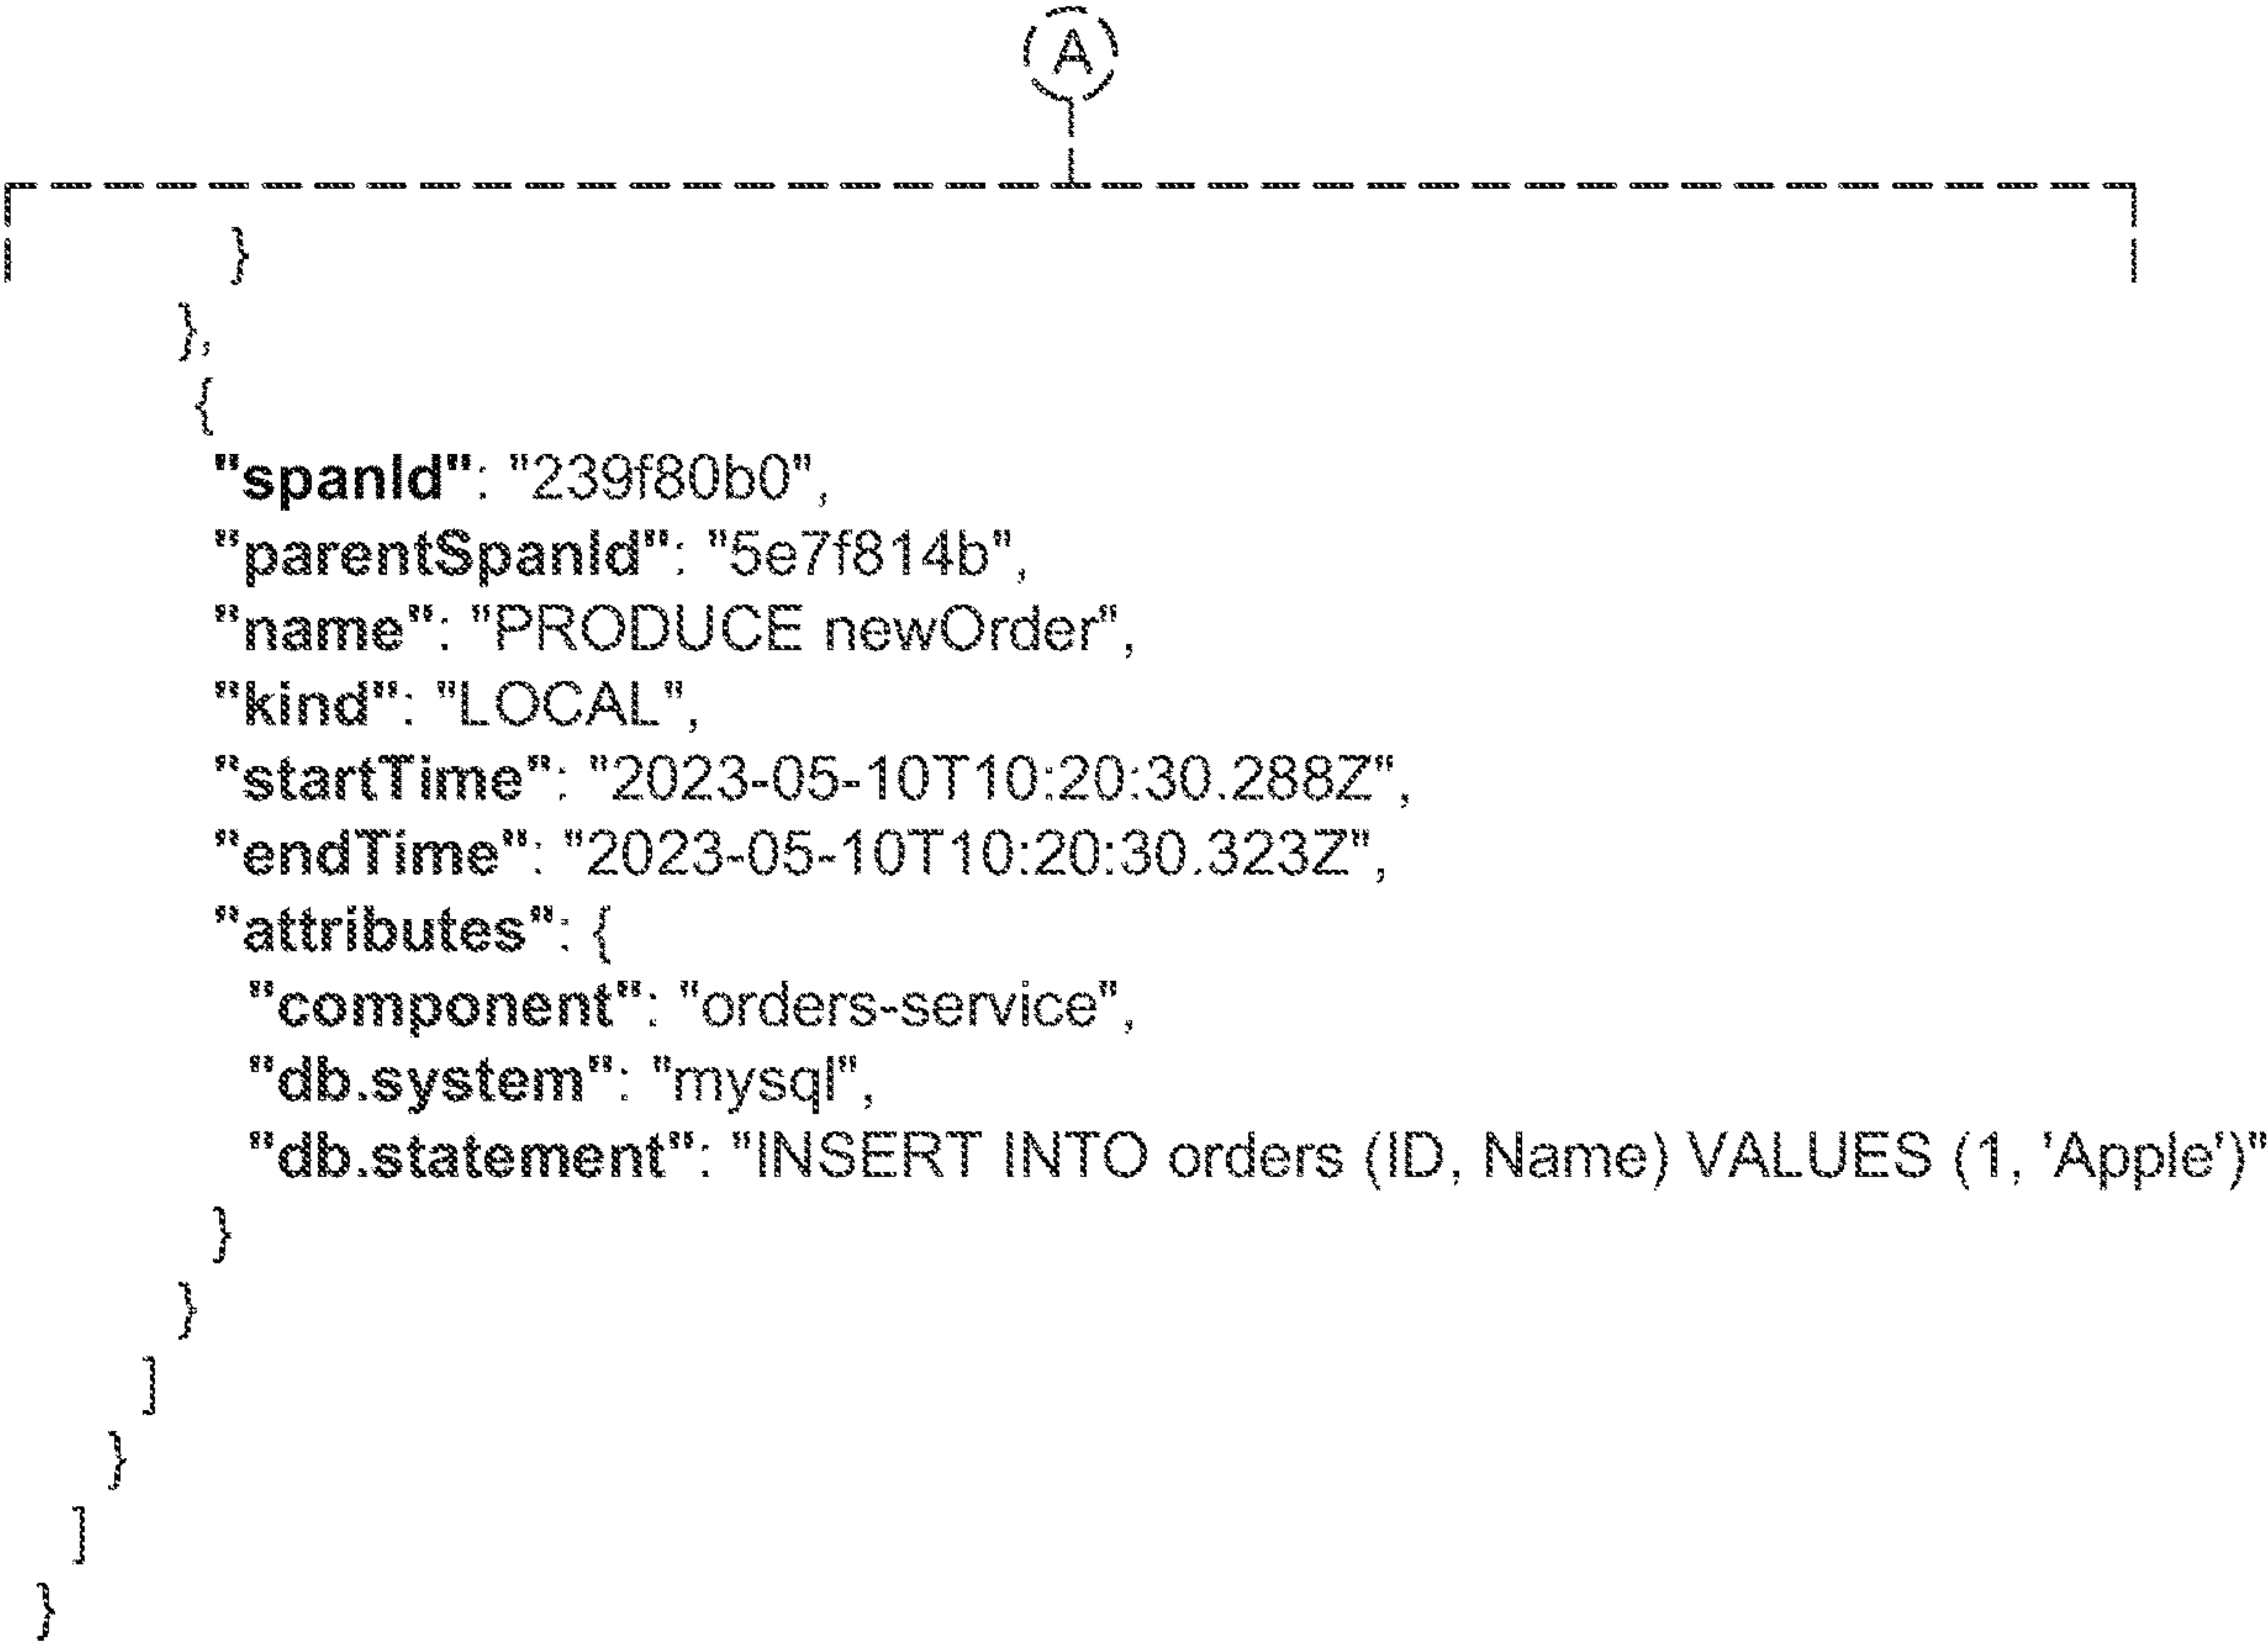 A
}
},
{
"spanId": "239f80b0",
"parentSpanId": "5e7f814b",
"name": "PRODUCE newOrder",
"kind": "LOCAL",
"startTime": "2023-05-10T10:20:30.288Z",
"endTime": "2023-05-10T10:20:30.323Z",
"attributes": {
"component": "orders-service",
"db.system": "mysql",
"db.statement": "INSERT INTO orders (ID, Name) VALUES (1, 'Apple')"
}
}
]
}
]
}